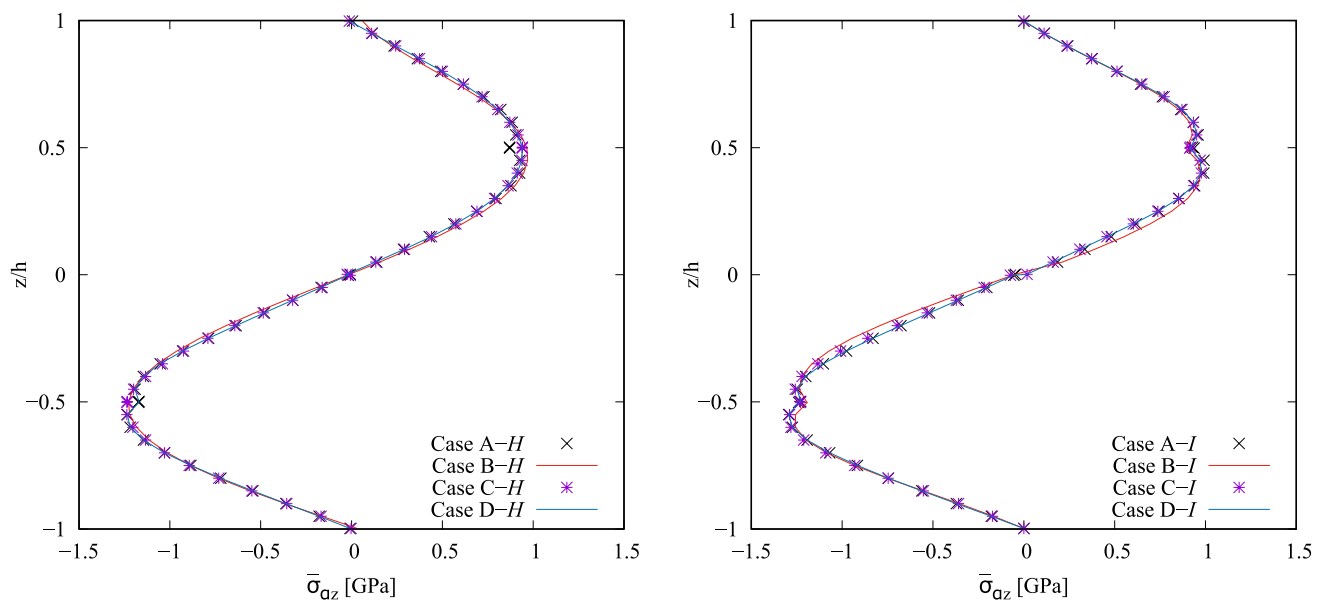 1
0.5
0
−0.5
−1
z/h
−1.5 −1 −0.5 0 0.5 1 1.5
σ̅αz [GPa]
Case A−H
Case B−H
Case C−H
Case D−H
1
0.5
0
−0.5
−1
z/h
−1.5 −1 −0.5 0 0.5 1 1.5
σ̅αz [GPa]
Case A−I
Case B−I
Case C−I
Case D−I